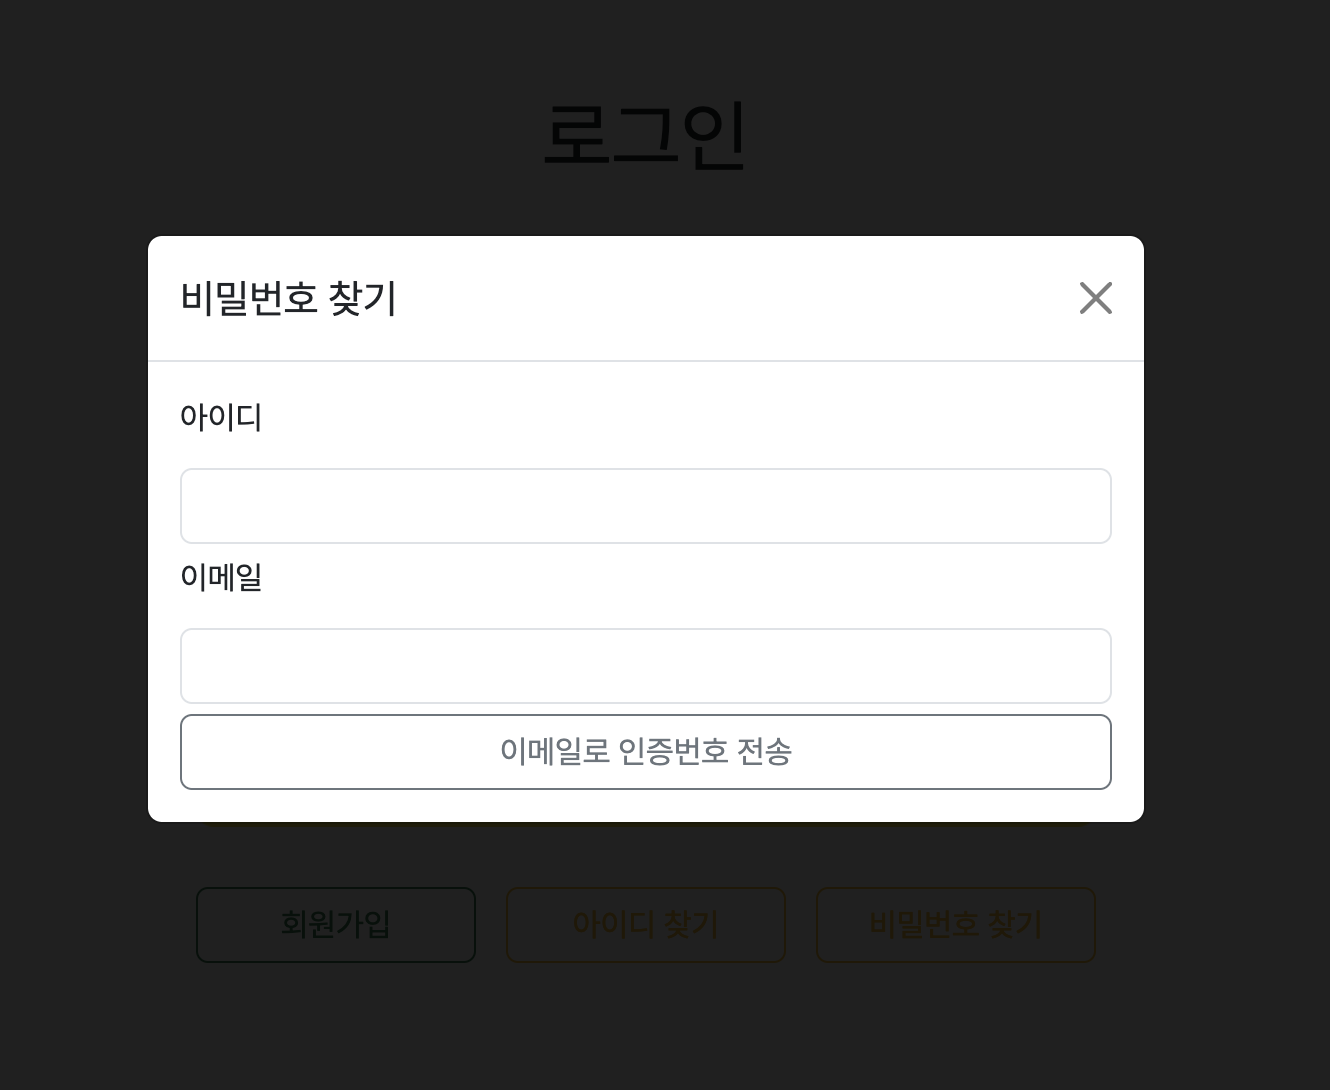 로그인
비밀번호 찾기
아이디
이메일
이메일로 인증번호 전송
회원가입
아이디 찾기
비밀번호 찾기